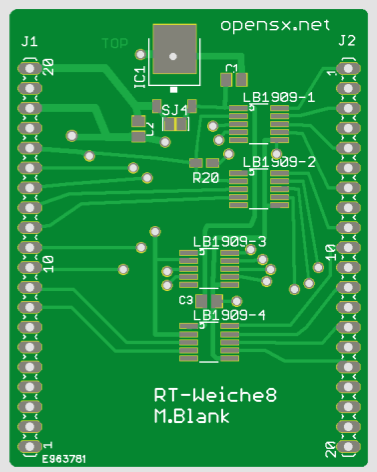 opensx.net
J1
TOP
J2
20
IC1
C1
1
LB1909-1
SJ4
L2
LB1909-2
R20
LB1909-3
10
10
C3
LB1909-4
RT-Weiche8
M.Blank
1
20
E963781